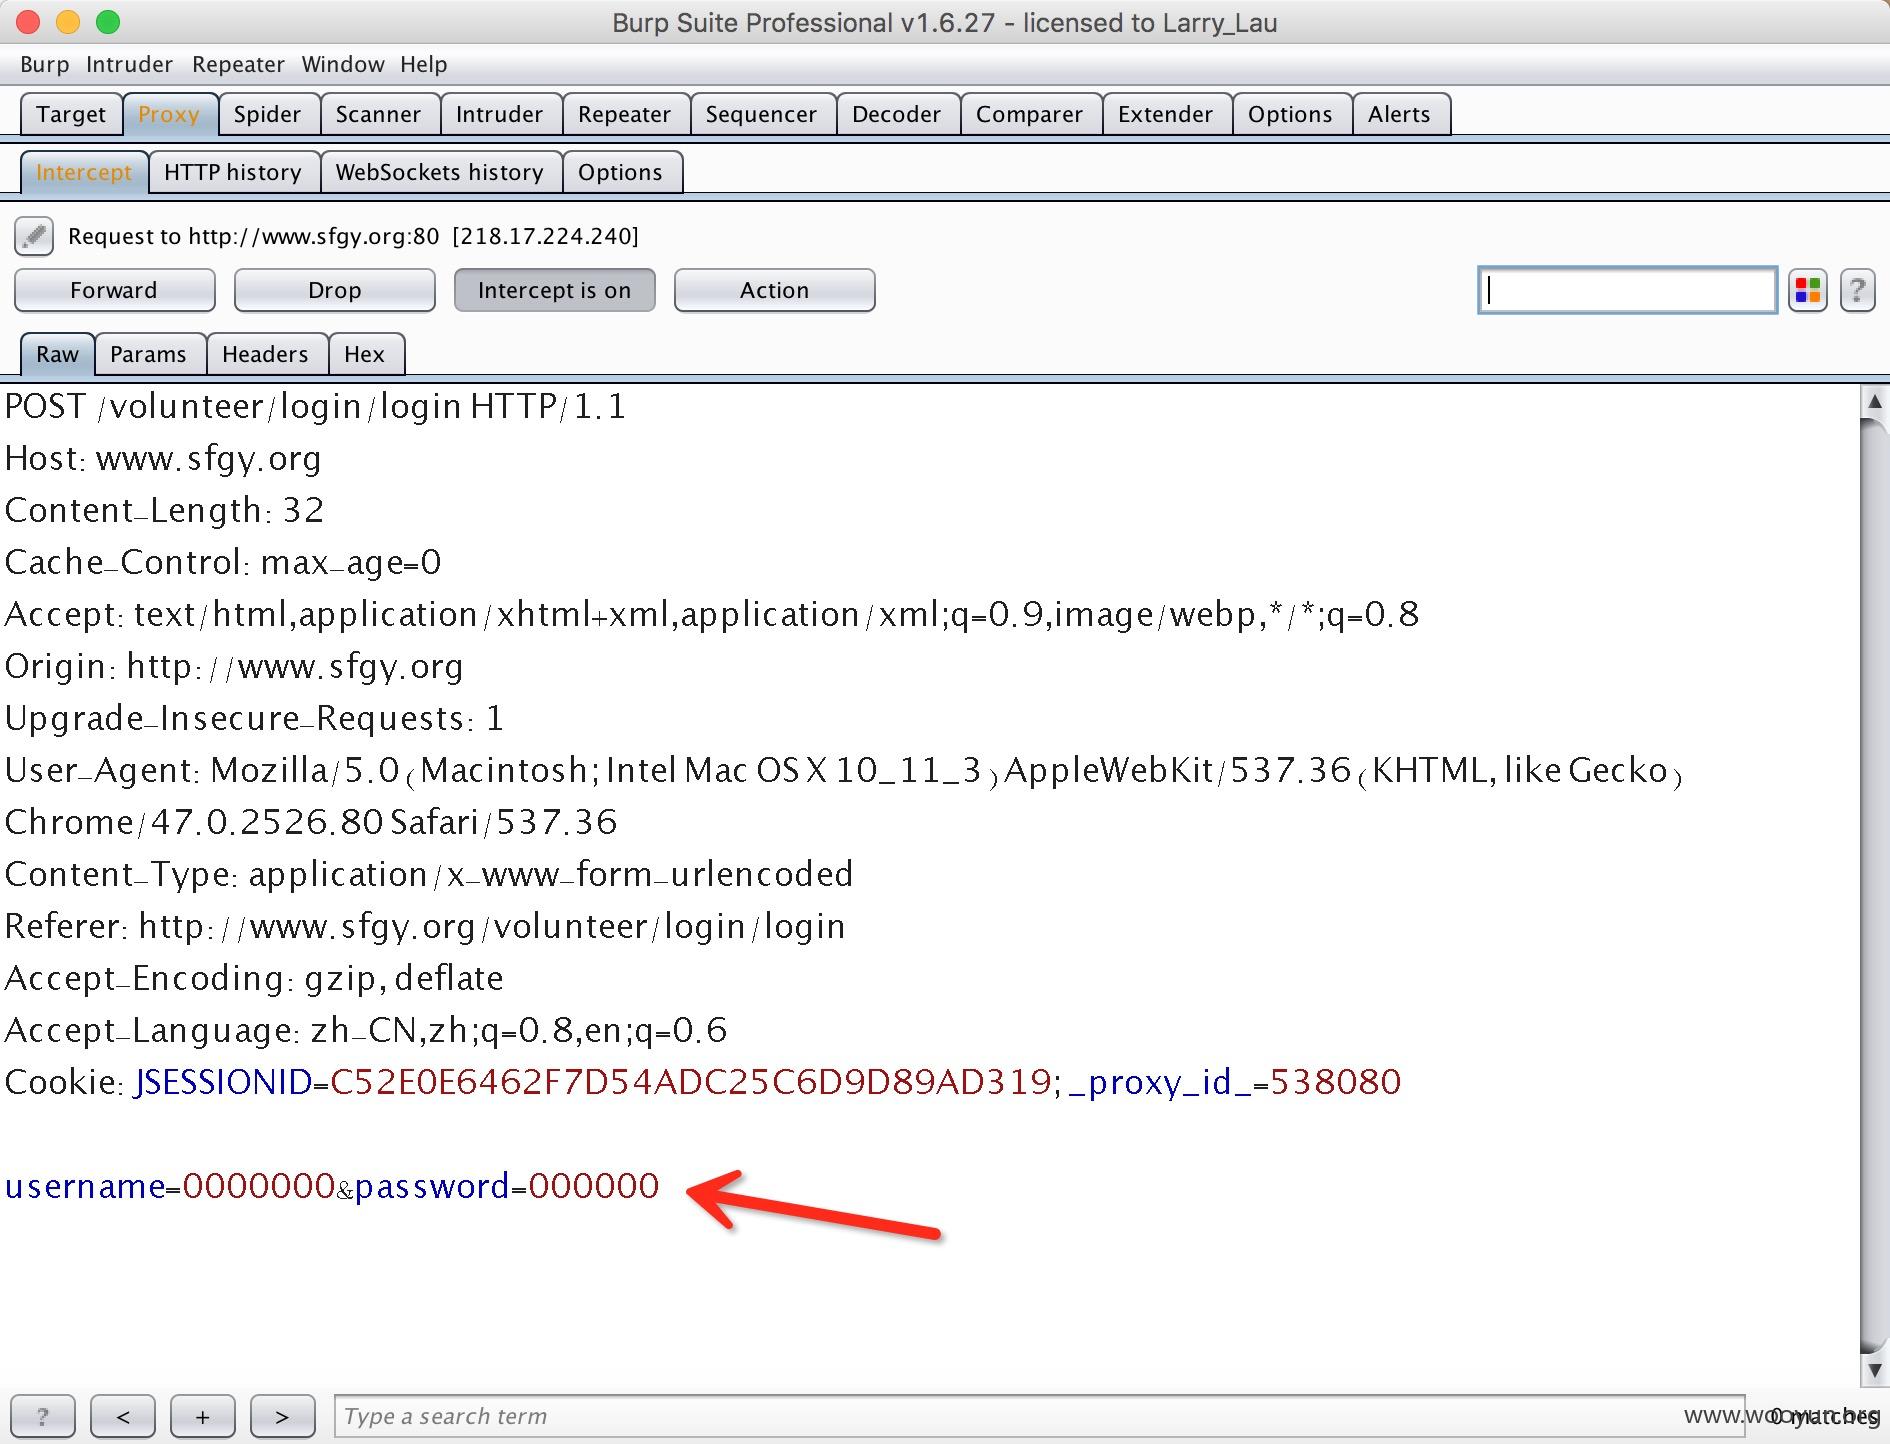 Burp Suite Professional v1.6.27 - licensed to Larry_Lau
Burp Intruder Repeater Window Help
Target Proxy Spider Scanner Intruder Repeater Sequencer Decoder Comparer Extender Options Alerts
Intercept HTTP history WebSockets history Options
Request to http://www.sfgy.org:80 [218.17.224.240]
Forward Drop Intercept is on Action ?
Raw Params Headers Hex
POST /volunteer/login/login HTTP/1.1
Host: www.sfgy.org
Content-Length: 32
Cache-Control: max-age=0
Accept: text/html,application/xhtml+xml,application/xml;q=0.9,image/webp,*/*;q=0.8
Origin: http://www.sfgy.org
Upgrade-Insecure-Requests: 1
User-Agent: Mozilla/5.0 (Macintosh; Intel Mac OS X 10_11_3) AppleWebKit/537.36 (KHTML, like Gecko)
Chrome/47.0.2526.80 Safari/537.36
Content-Type: application/x-www-form-urlencoded
Referer: http://www.sfgy.org/volunteer/login/login
Accept-Encoding: gzip, deflate
Accept-Language: zh-CN,zh;q=0.8,en;q=0.6
Cookie: JSESSIONID=C52E0E6462F7D54ADC25C6D9D89AD319; _proxy_id_=538080
username=0000000&password=000000
? < + > Type a search term 0 matches
www.wooyun.org